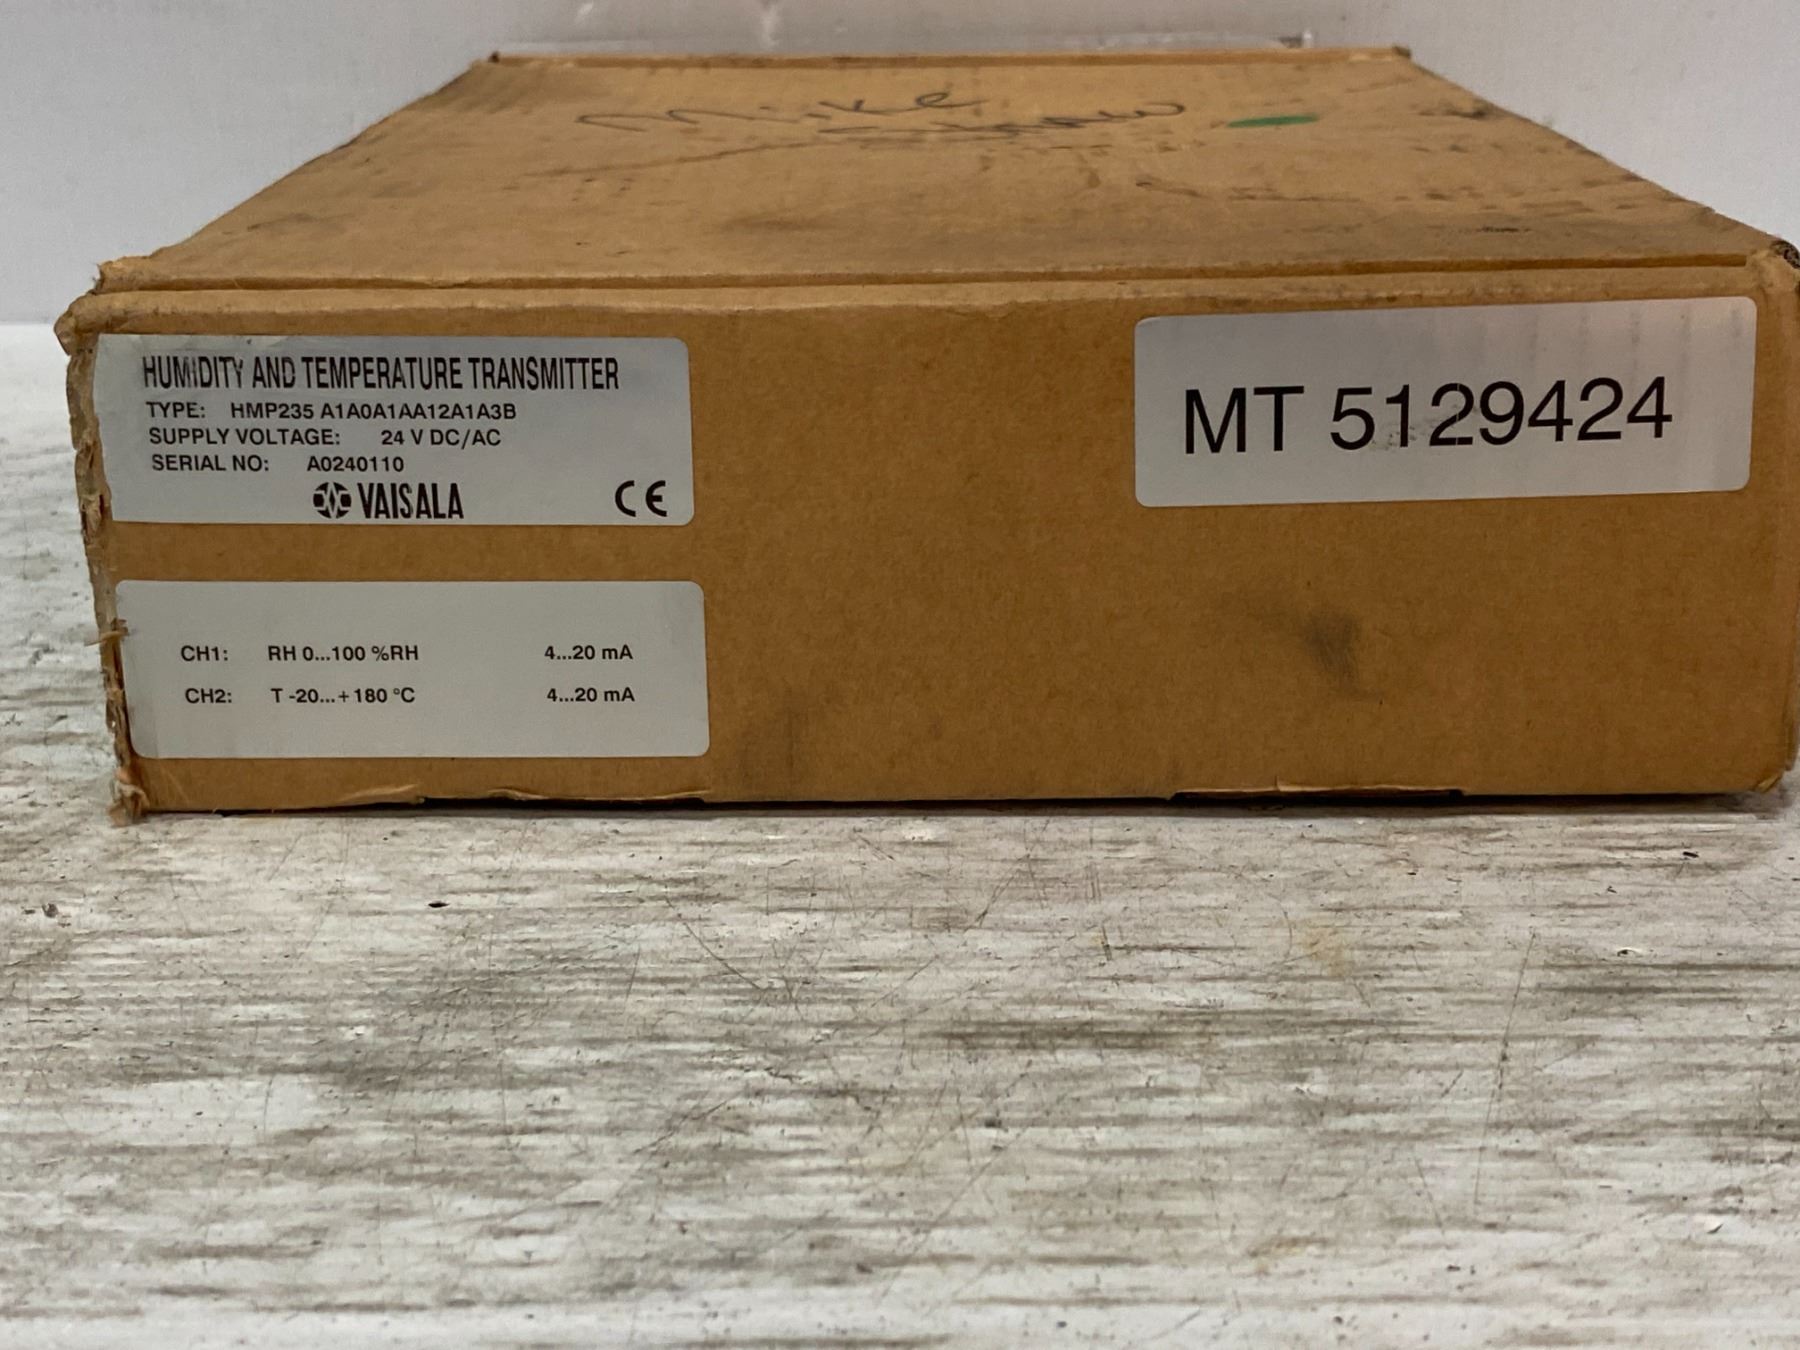 Mike
HUMIDITY AND TEMPERATURE TRANSMITTER
TYPE: HMP235 A1A0A1AA12A1A3B
SUPPLY VOLTAGE: 24 V DC/AC
SERIAL NO: A0240110
VAISALA CE
MT 5129424
CH1: RH 0...100 %RH 4...20 mA
CH2: T -20...+180 °C 4...20 mA